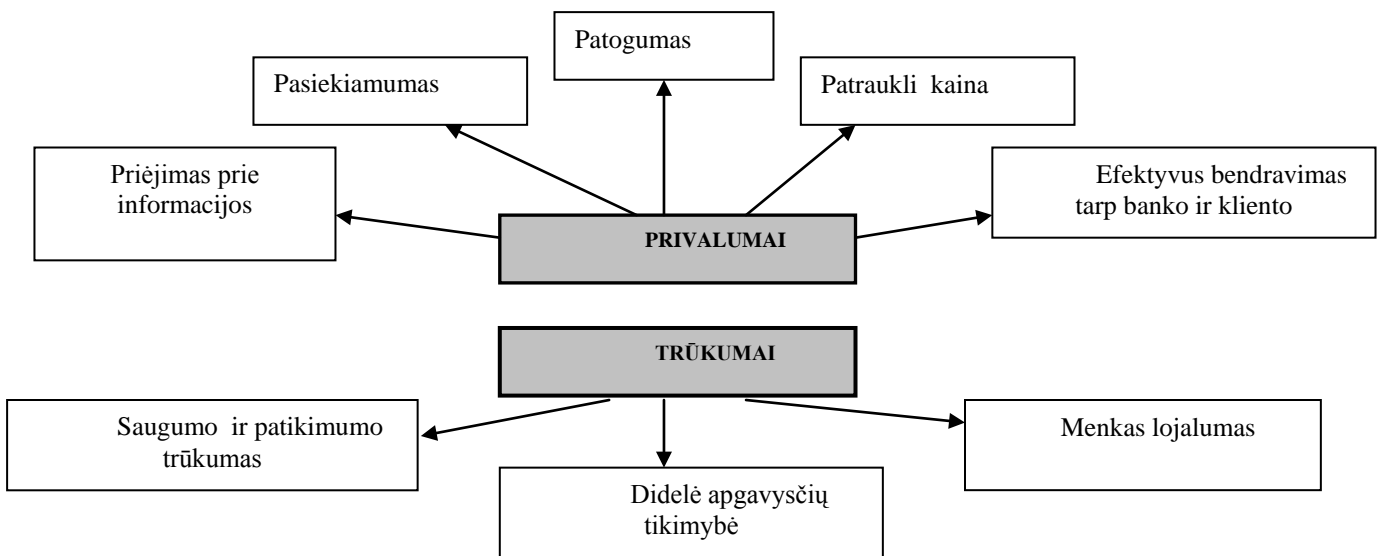 Patogumas
Pasiekiamumas
Patraukli kaina
Priėjimas prie
informacijos
Efektyvus bendravimas
tarp banko ir kliento
PRIVALUMAI
TRŪKUMAI
Saugumo ir patikimumo
trūkumas
Didelė apgavysčių
tikimybė
Menkas lojalumas